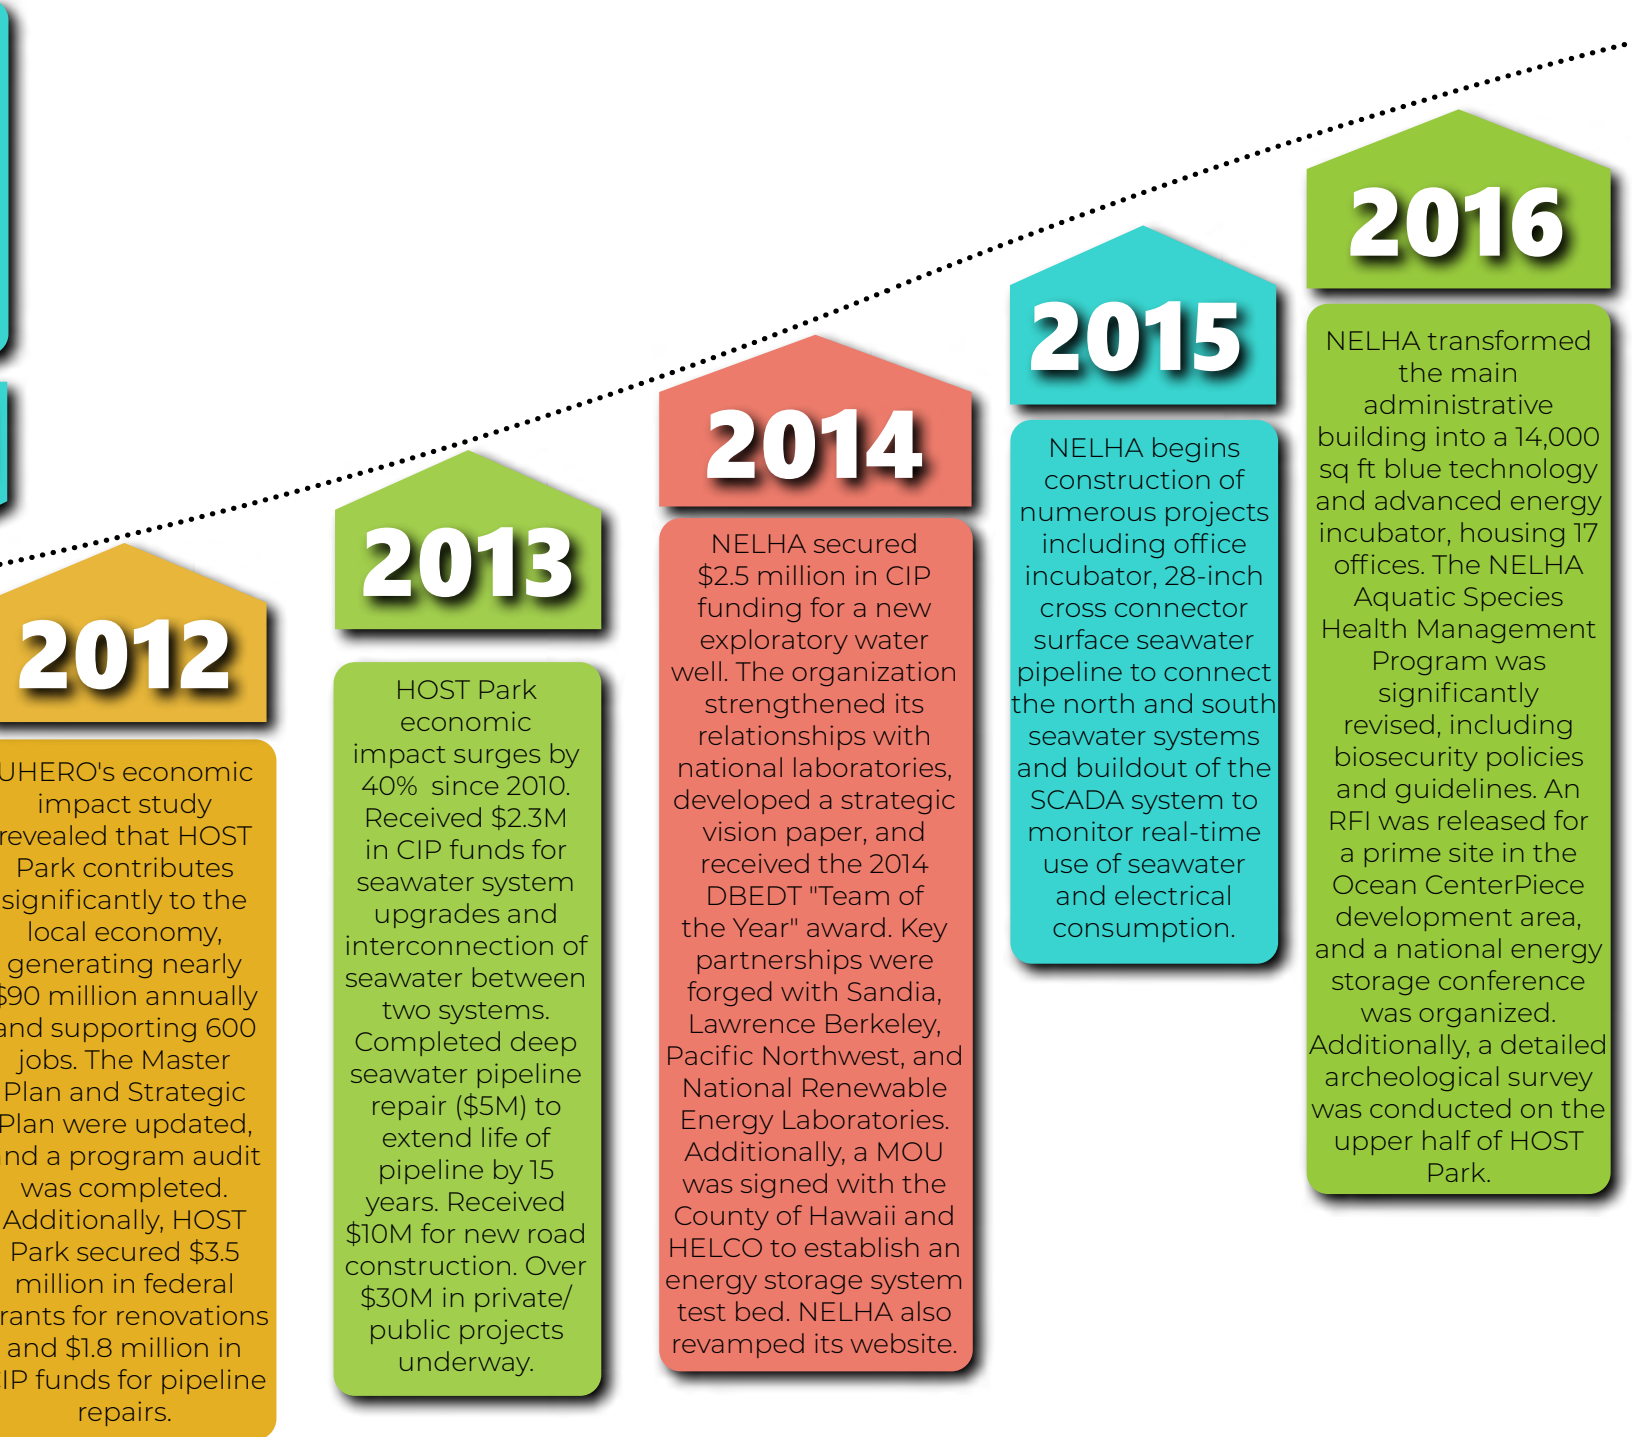 2012
UHERO's economic
impact study
revealed that HOST
Park contributes
significantly to the
local economy,
generating nearly
$90 million annually
and supporting 600
jobs. The Master
Plan and Strategic
Plan were updated,
and a program audit
was completed.
Additionally, HOST
Park secured $3.5
million in federal
grants for renovations
and $1.8 million in
CIP funds for pipeline
repairs.
2013
HOST Park
economic
impact surges by
40% since 2010.
Received $2.3M
in CIP funds for
seawater system
upgrades and
interconnection of
seawater between
two systems.
Completed deep
seawater pipeline
repair ($5M) to
extend life of
pipeline by 15
years. Received
$10M for new road
construction. Over
$30M in private/
public projects
underway.
2014
NELHA secured
$2.5 million in CIP
funding for a new
exploratory water
well. The organization
strengthened its
relationships with
national laboratories,
developed a strategic
vision paper, and
received the 2014
DBEDT "Team of
the Year" award. Key
partnerships were
forged with Sandia,
Lawrence Berkeley,
Pacific Northwest, and
National Renewable
Energy Laboratories.
Additionally, a MOU
was signed with the
County of Hawaii and
HELCO to establish an
energy storage system
test bed. NELHA also
revamped its website.
2015
NELHA begins
construction of
numerous projects
including office
incubator, 28-inch
cross connector
surface seawater
pipeline to connect
the north and south
seawater systems
and buildout of the
SCADA system to
monitor real-time
use of seawater
and electrical
consumption.
2016
NELHA transformed
the main
administrative
building into a 14,000
sq ft blue technology
and advanced energy
incubator, housing 17
offices. The NELHA
Aquatic Species
Health Management
Program was
significantly
revised, including
biosecurity policies
and guidelines. An
RFI was released for
a prime site in the
Ocean CenterPiece
development area,
and a national energy
storage conference
was organized.
Additionally, a detailed
archeological survey
was conducted on the
upper half of HOST
Park.